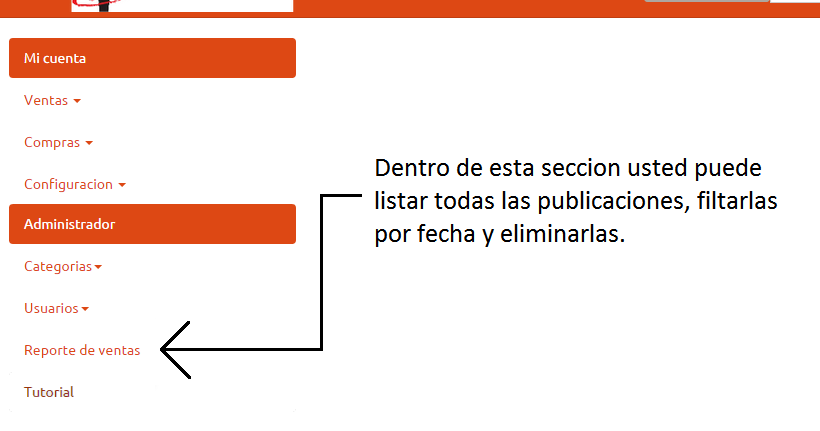 Mi cuenta
Ventas
Compras
Configuracion
Administrador
Categorias
Usuarios
Reporte de ventas
Tutorial
Dentro de esta seccion usted puede
listar todas las publicaciones, filtarlas
por fecha y eliminarlas.